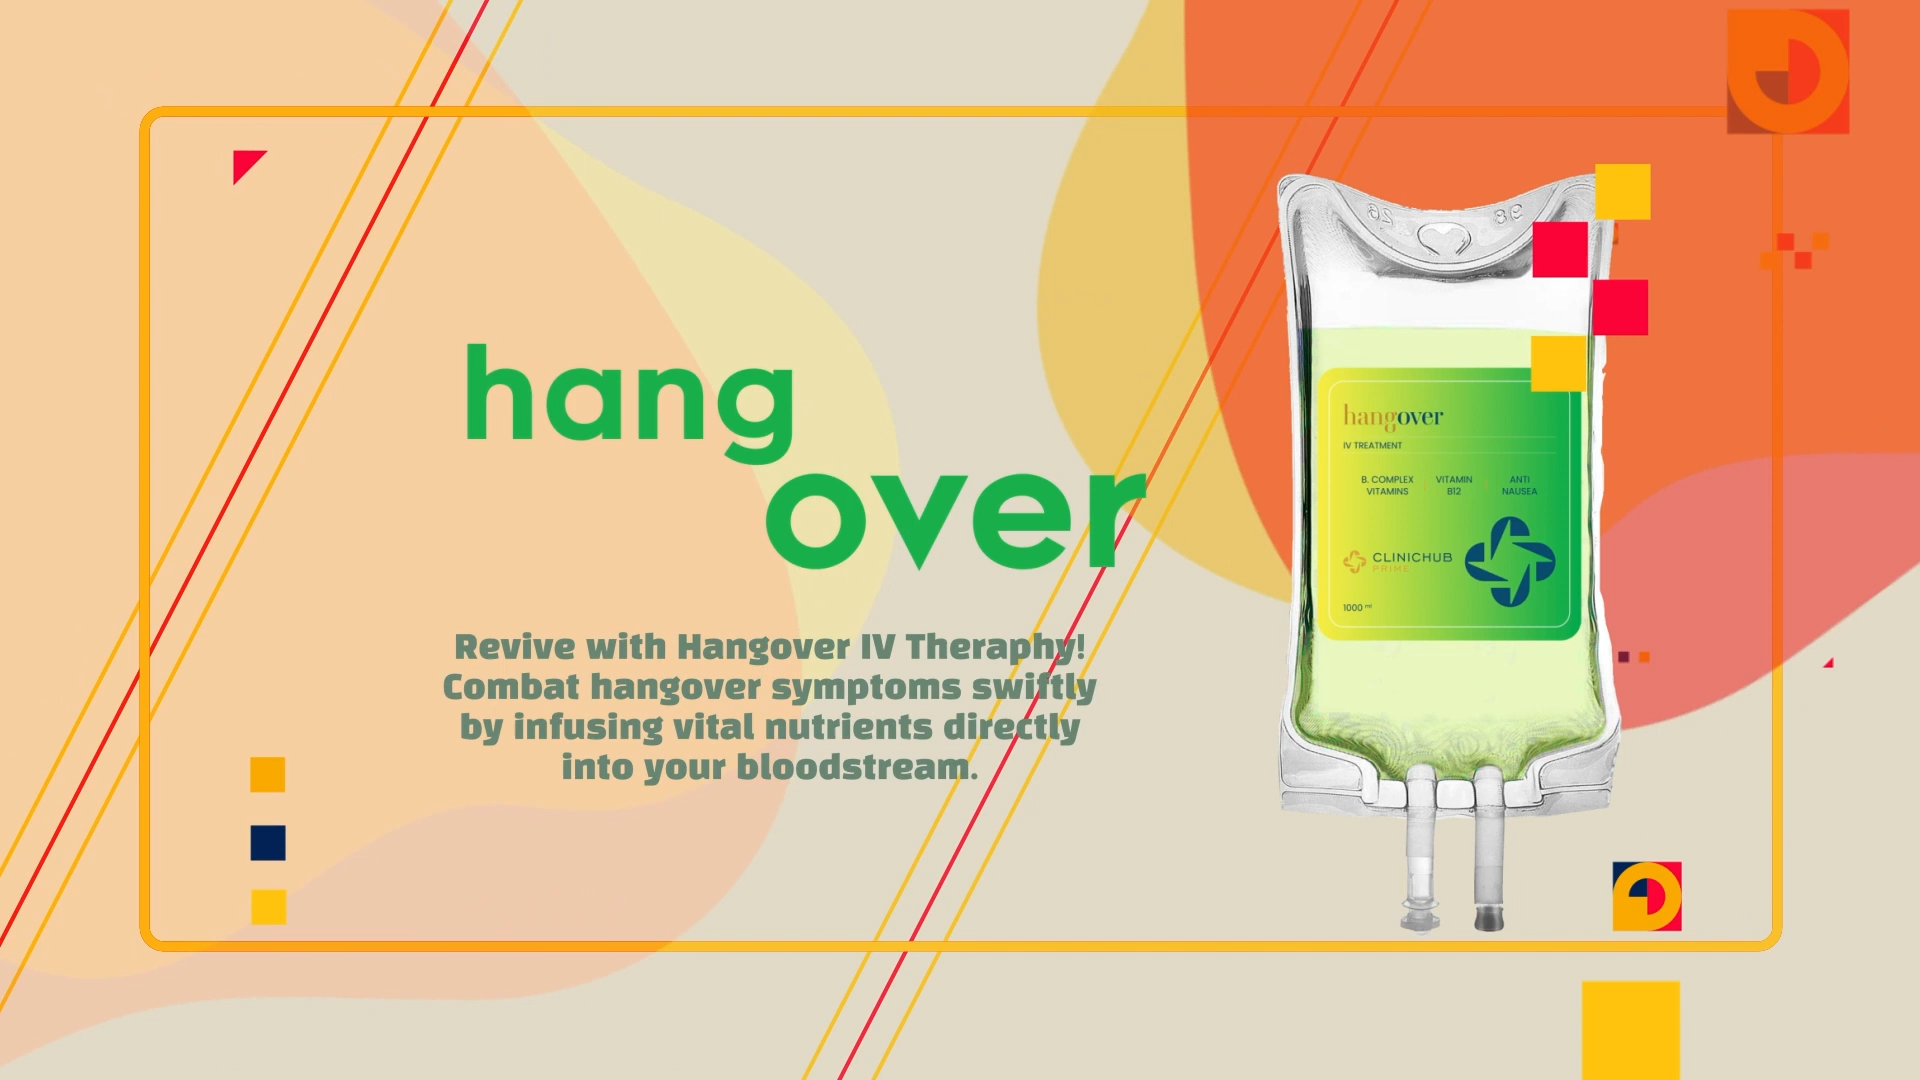 hang
over
Revive with Hangover IV Theraphy!
Combat hangover symptoms swiftly
by infusing vital nutrients directly
into your bloodstream.
hangover
IV TREATMENT
B. COMPLEX VITAMIN ANTI
VITAMINS B12 NAUSEA
CLINICHUB
PRIME
1000 ml